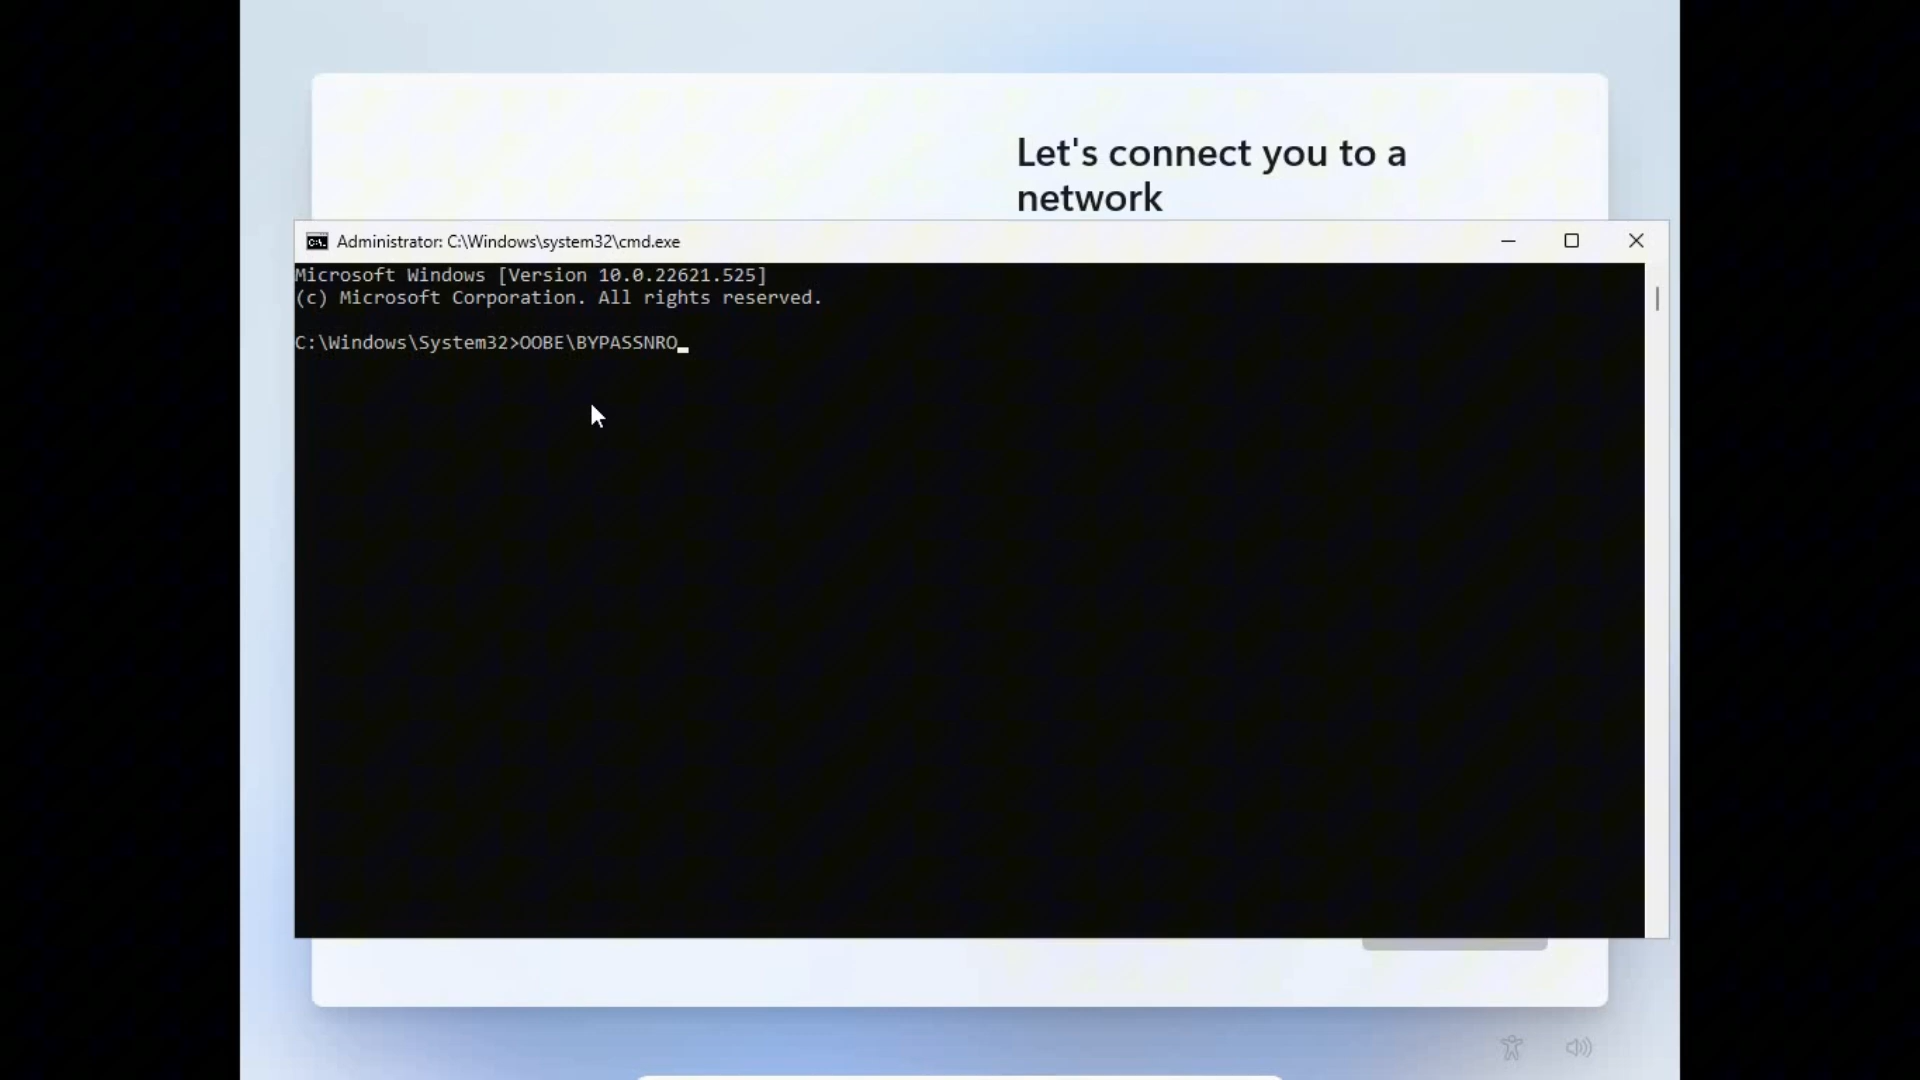 Let's connect you to a
network
Administrator: C:\Windows\system32\cmd.exe
Microsoft Windows [Version 10.0.22621.525]
(c) Microsoft Corporation. All rights reserved.
C:\Windows\System32>OOBE\BYPASSNRO